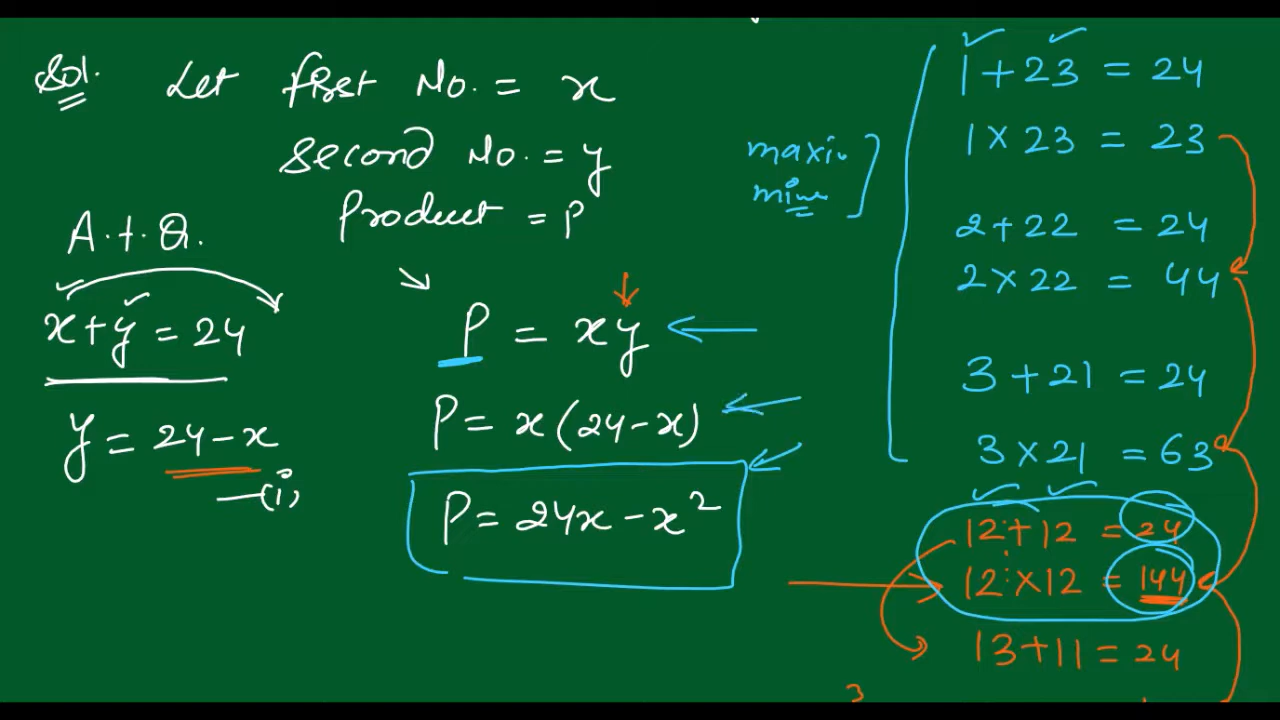 Sol. Let first No. = x
second No. = y
Product = P
A.t.Q.
x+y = 24
y = 24-x
—(i)
P = xy
P = x(24-x)
P = 24x - x²
maxi.
mini
1 + 23 = 24
1 × 23 = 23
2 + 22 = 24
2 × 22 = 44
3 + 21 = 24
3 × 21 = 63
12 + 12 = 24
12 × 12 = 144
13 + 11 = 24